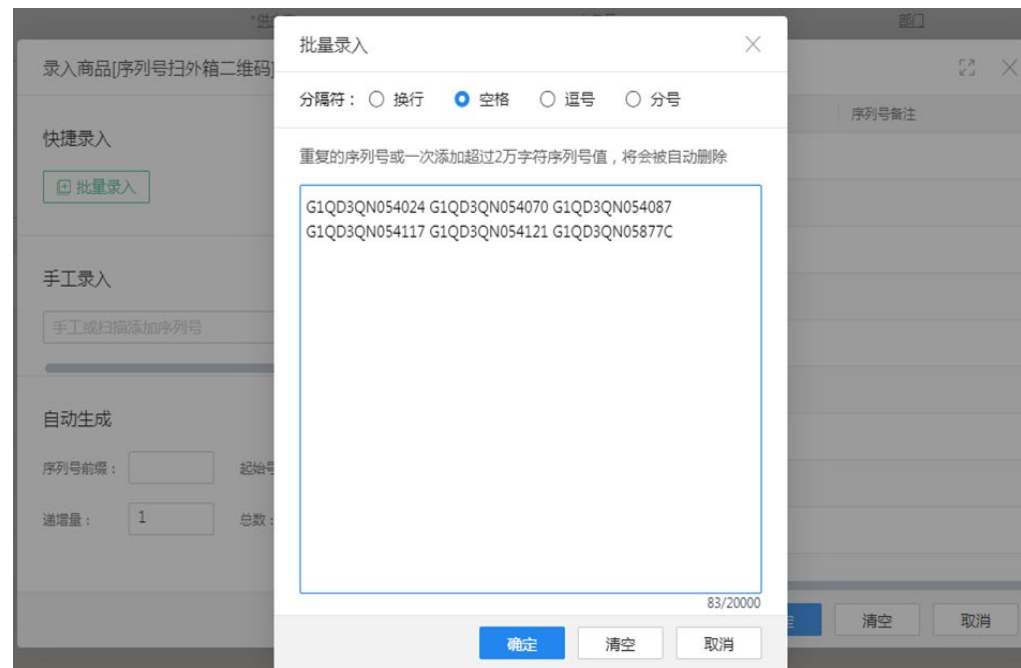 部门
录入商品[序列号扫外箱二维码]
序列号备注
快捷录入
批量录入
手工录入
手工或扫描添加序列号
自动生成
序列号前缀：
起始号
递增量：
1
总数：
批量录入
分隔符：
换行
空格
逗号
分号
重复的序列号或一次添加超过2万字符序列号值，将会被自动删除
G1QD3QN054024 G1QD3QN054070 G1QD3QN054087
G1QD3QN054117 G1QD3QN054121 G1QD3QN05877C
83/20000
确定
清空
取消
清空
取消